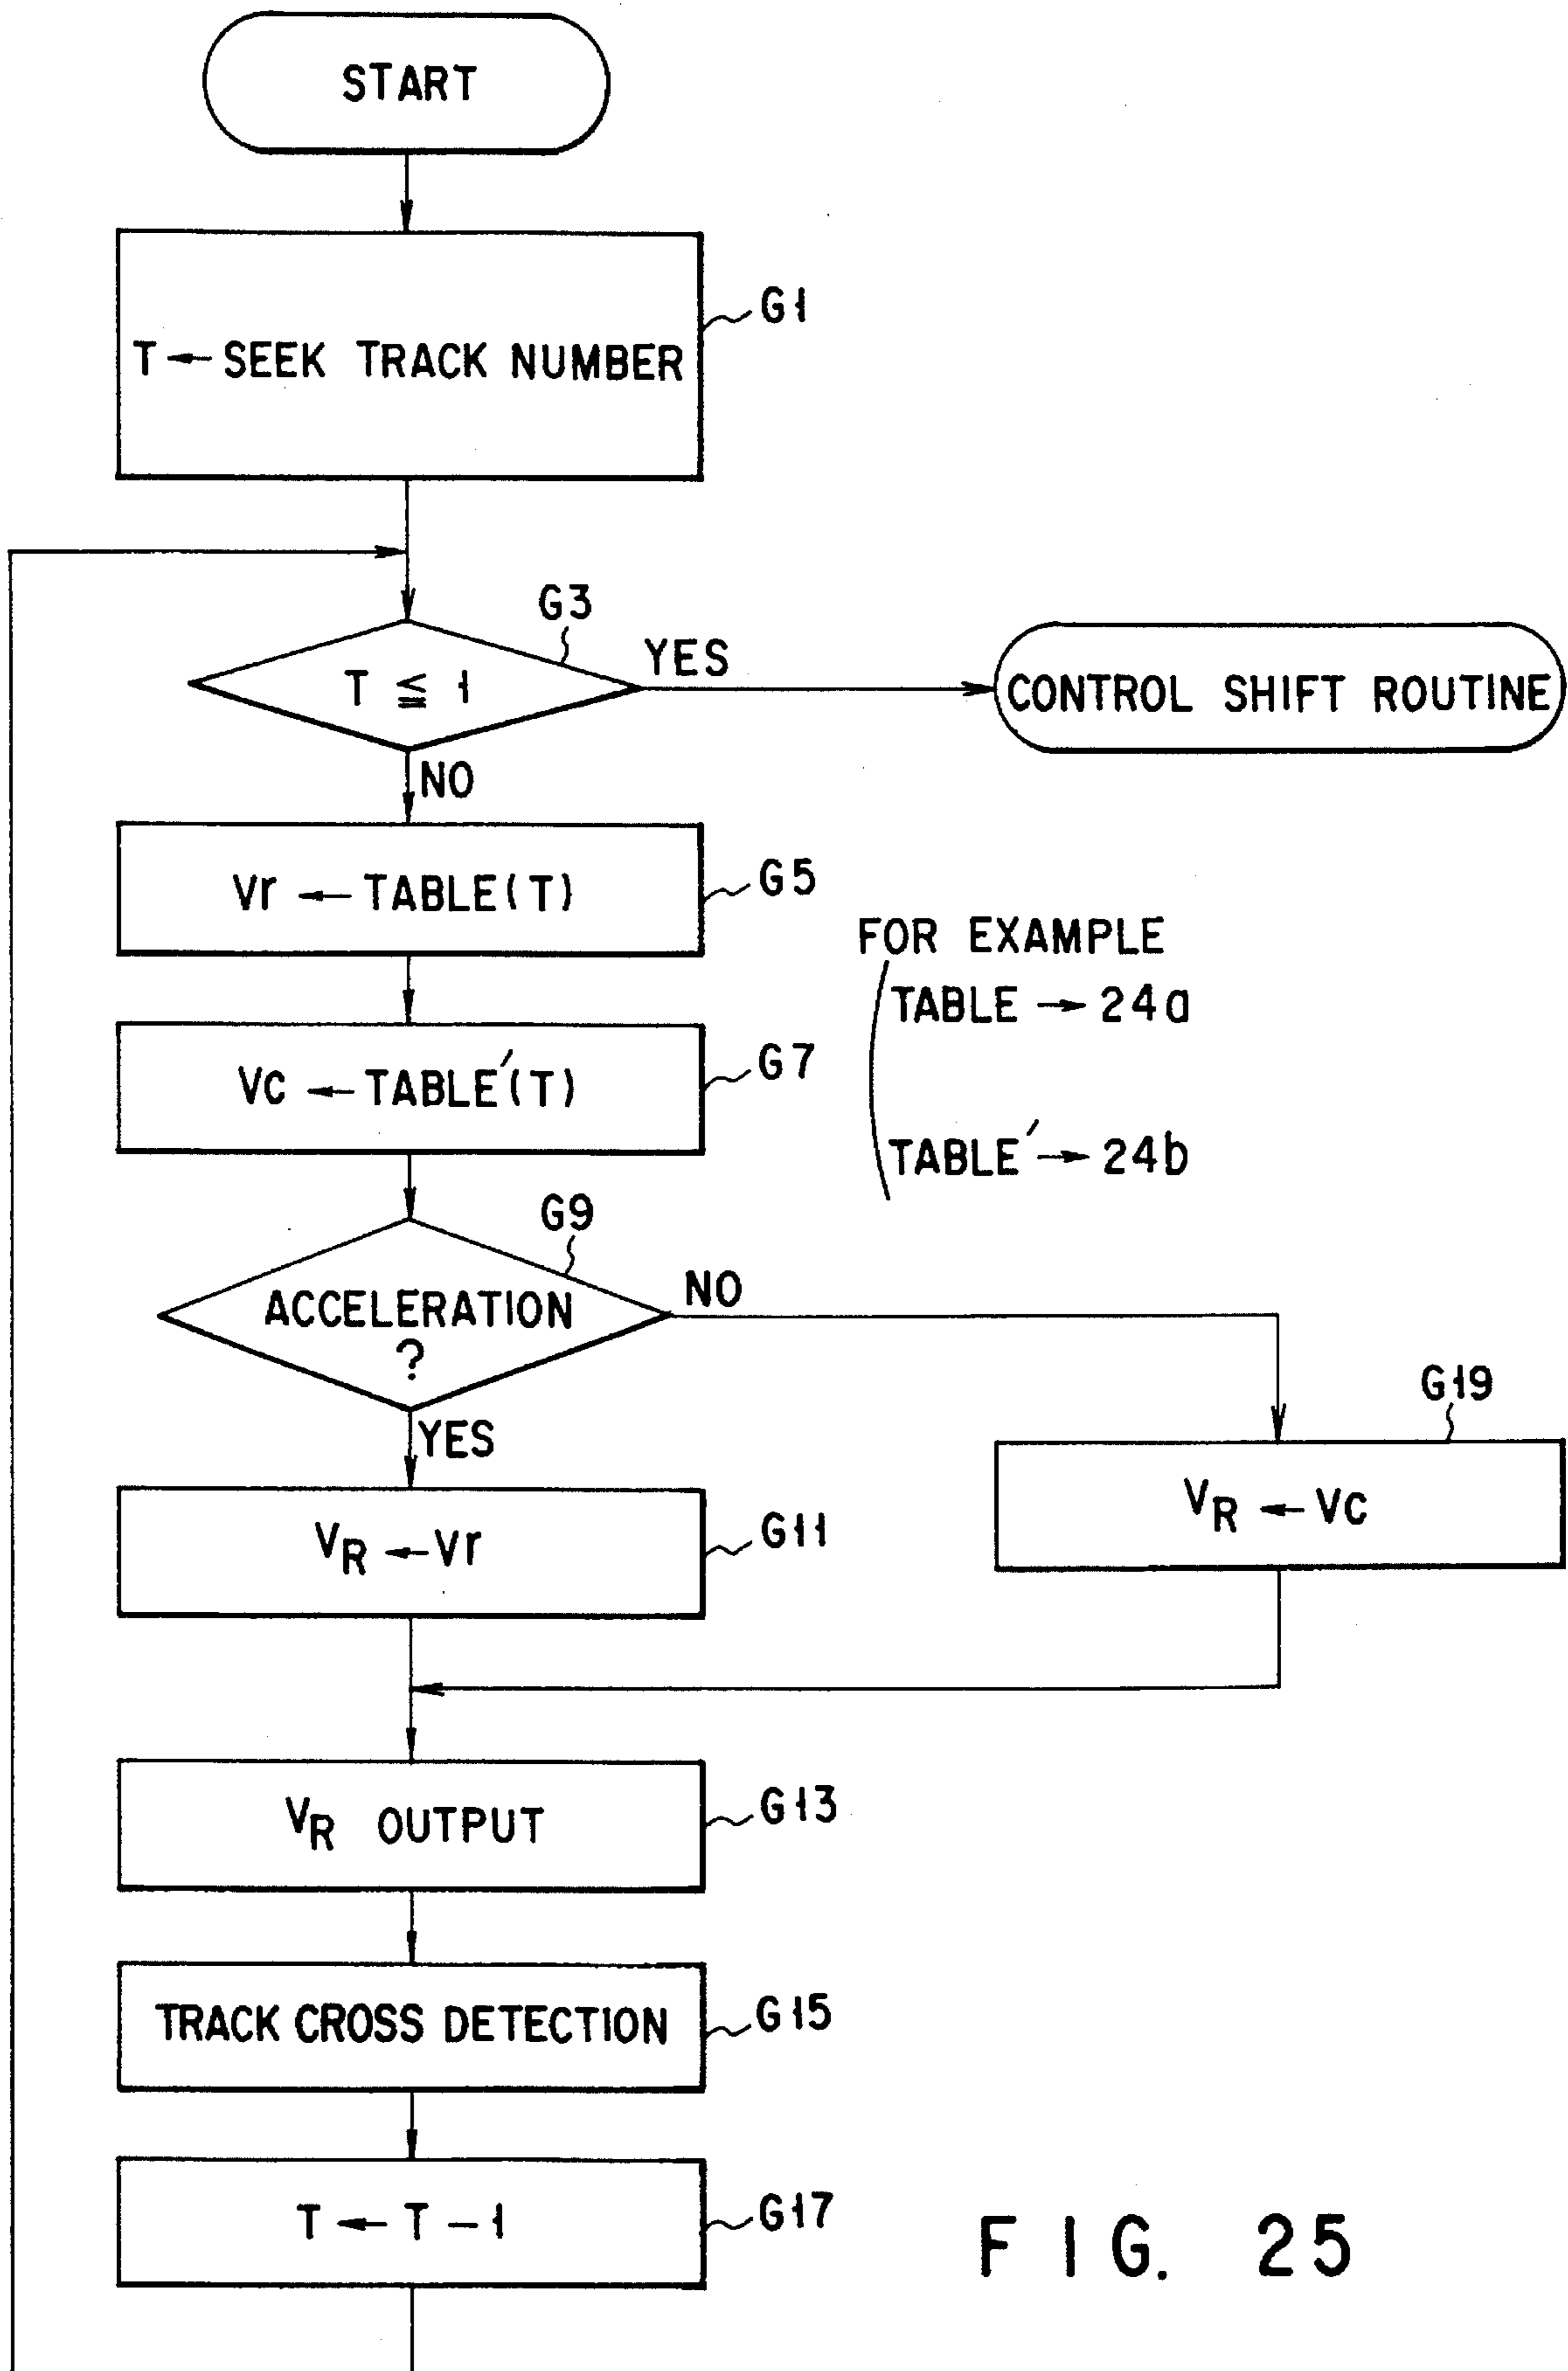 START
G1
T ← SEEK TRACK NUMBER
G3
T ≦ 1
YES
CONTROL SHIFT ROUTINE
NO
Vr ← TABLE(T)
G5
FOR EXAMPLE
TABLE → 24a
Vc ← TABLE′(T)
G7
TABLE′ → 24b
G9
ACCELERATION
?
NO
YES
G19
VR ← Vc
VR ← Vr
G11
VR OUTPUT
G13
TRACK CROSS DETECTION
G15
T ← T − 1
G17
FIG. 25